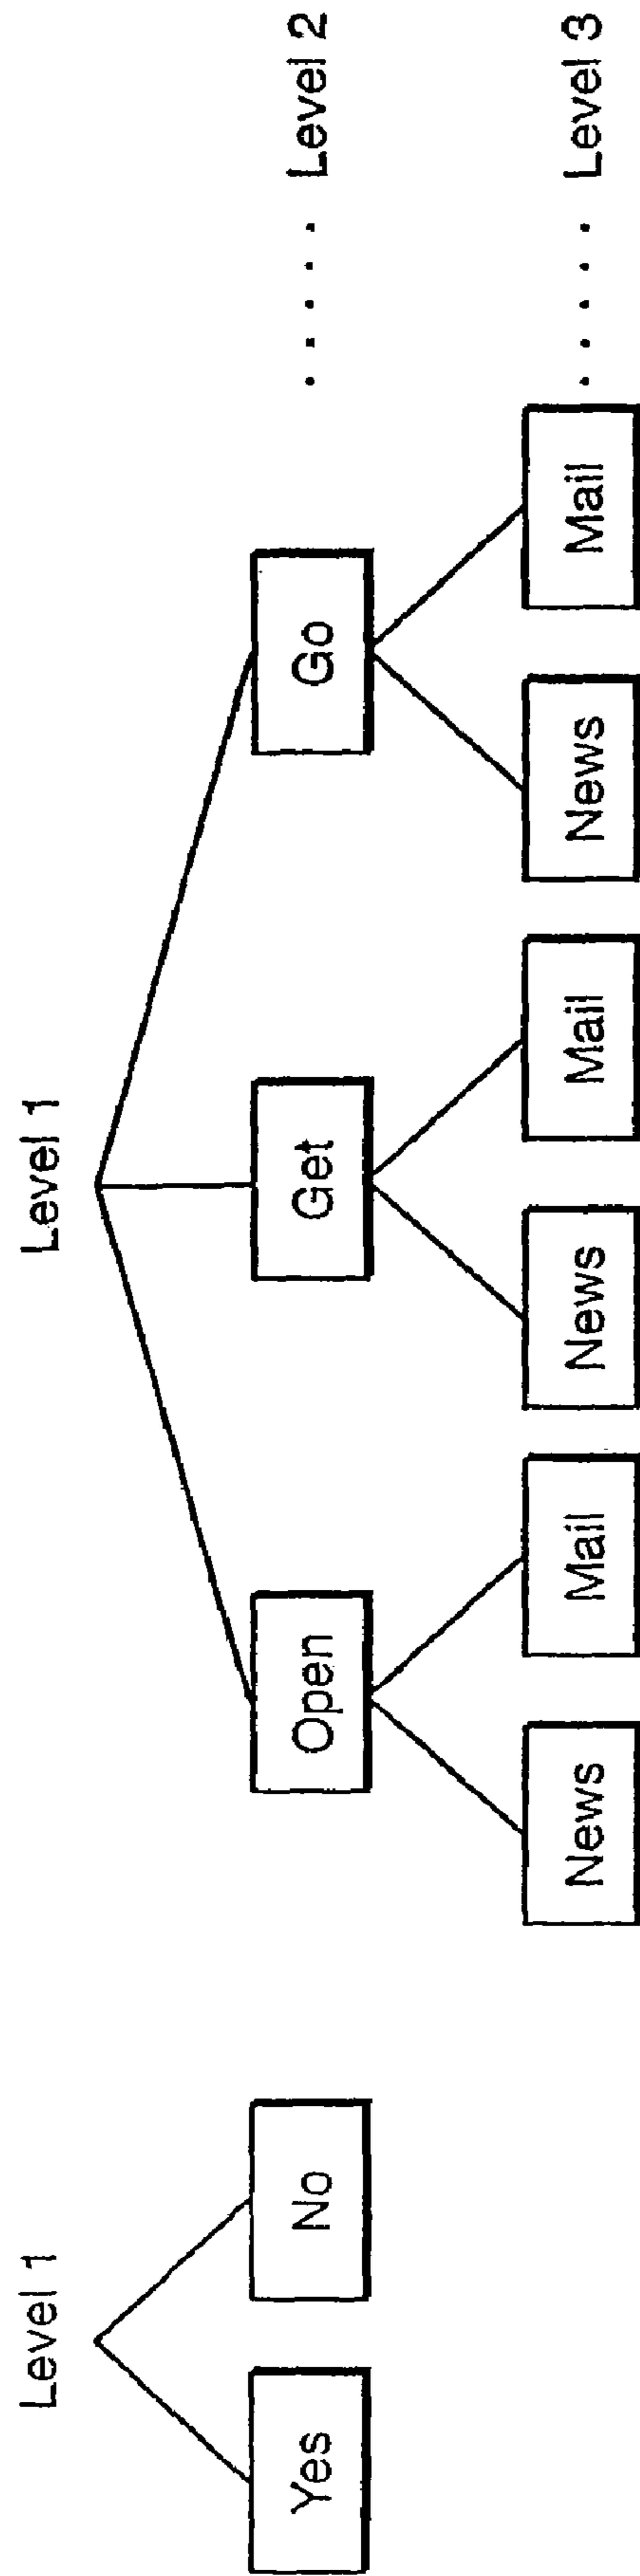 Level 1 Level 1
Yes No Open Get Go ..... Level 2
News Mail News Mail News Mail ..... Level 3